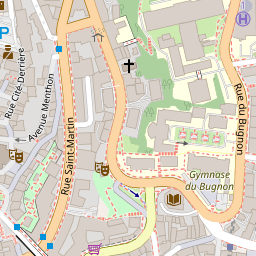 P
H
Rue Cité-Derrière
Avenue Menthon
Rue Saint-Martin
Rue du Bugnon
Gymnase
du Bugnon